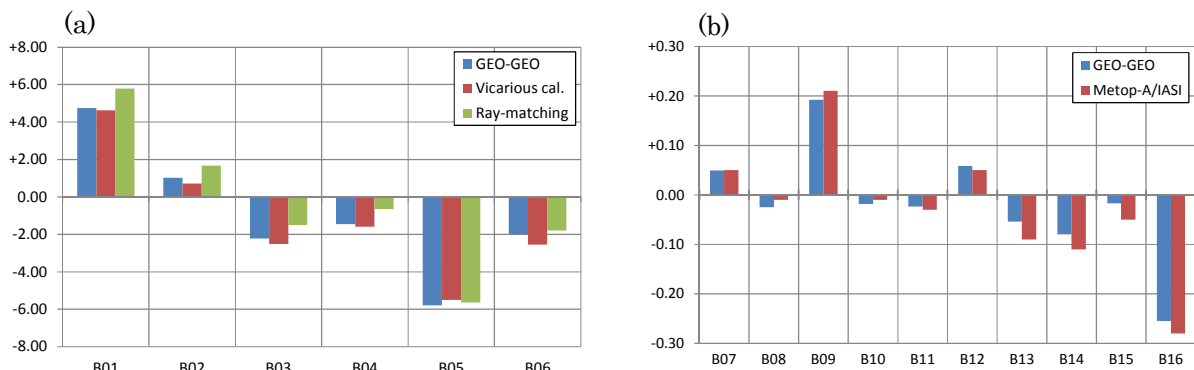 (a)
+8.00
+6.00
+4.00
+2.00
0.00
-2.00
-4.00
-6.00
-8.00
GEO-GEO
Vicarious cal.
Ray-matching
B01 B02 B03 B04 B05 B06
(b)
+0.30
+0.20
+0.10
0.00
-0.10
-0.20
-0.30
GEO-GEO
Metop-A/IASI
B07 B08 B09 B10 B11 B12 B13 B14 B15 B16